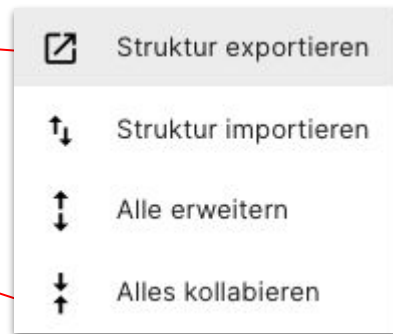 Struktur exportieren
Struktur importieren
Alle erweitern
Alles kollabieren